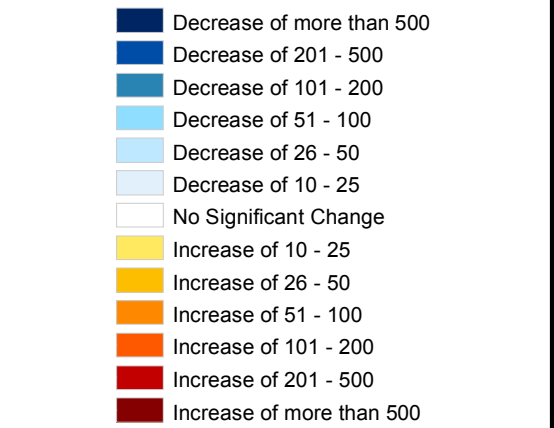 Decrease of more than 500
Decrease of 201 - 500
Decrease of 101 - 200
Decrease of 51 - 100
Decrease of 26 - 50
Decrease of 10 - 25
No Significant Change
Increase of 10 - 25
Increase of 26 - 50
Increase of 51 - 100
Increase of 101 - 200
Increase of 201 - 500
Increase of more than 500